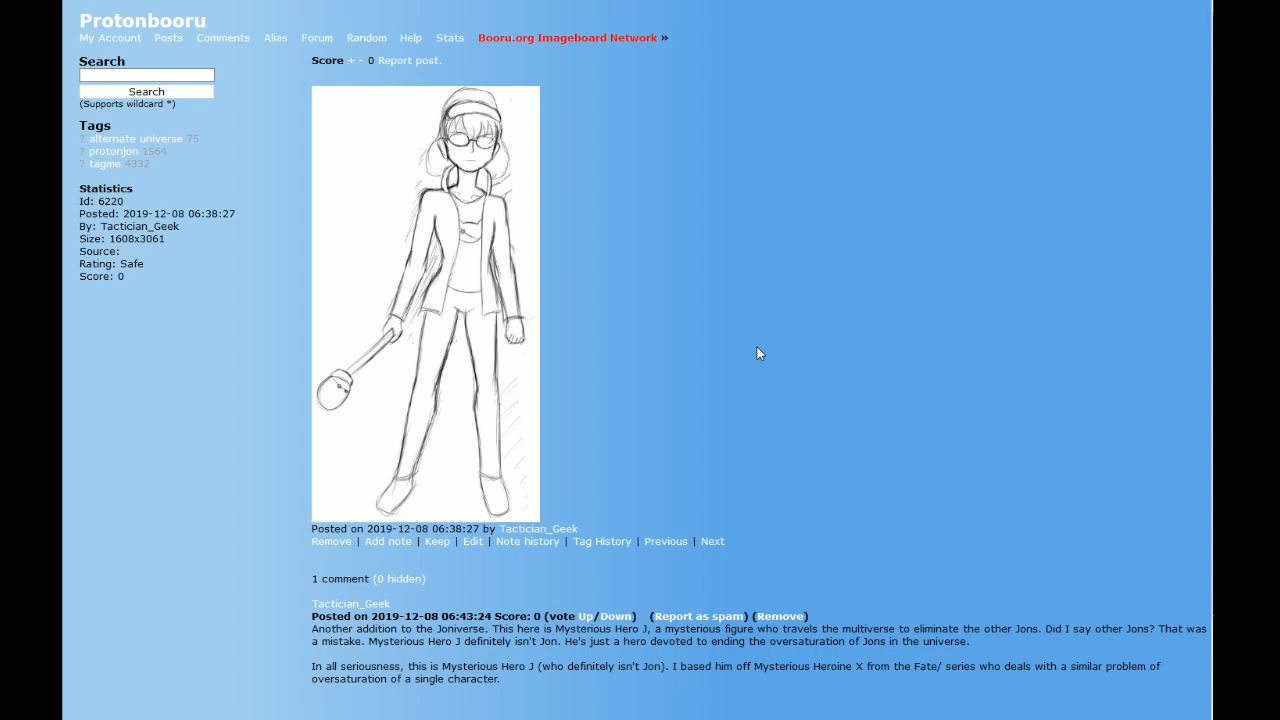 Protonbooru
My Account Posts Comments Alias Forum Random Help Stats Booru.org Imageboard Network »
Search
Search
(Supports wildcard *)
Tags
? alternate universe 75
? protonjon 1564
? tagme 4332
Statistics
Id: 6220
Posted: 2019-12-08 06:38:27
By: Tactician_Geek
Size: 1608x3061
Source:
Rating: Safe
Score: 0
Score + - 0 Report post.
Posted on 2019-12-08 06:38:27 by Tactician_Geek
Remove | Add note | Keep | Edit | Note history | Tag History | Previous | Next
1 comment (0 hidden)
Tactician_Geek
Posted on 2019-12-08 06:43:24 Score: 0 (vote Up/Down) (Report as spam) (Remove)
Another addition to the Joniverse. This here is Mysterious Hero J, a mysterious figure who travels the multiverse to eliminate the other Jons. Did I say other Jons? That was
a mistake. Mysterious Hero J definitely isn't Jon. He's just a hero devoted to ending the oversaturation of Jons in the universe.
In all seriousness, this is Mysterious Hero J (who definitely isn't Jon). I based him off Mysterious Heroine X from the Fate/ series who deals with a similar problem of
oversaturation of a single character.